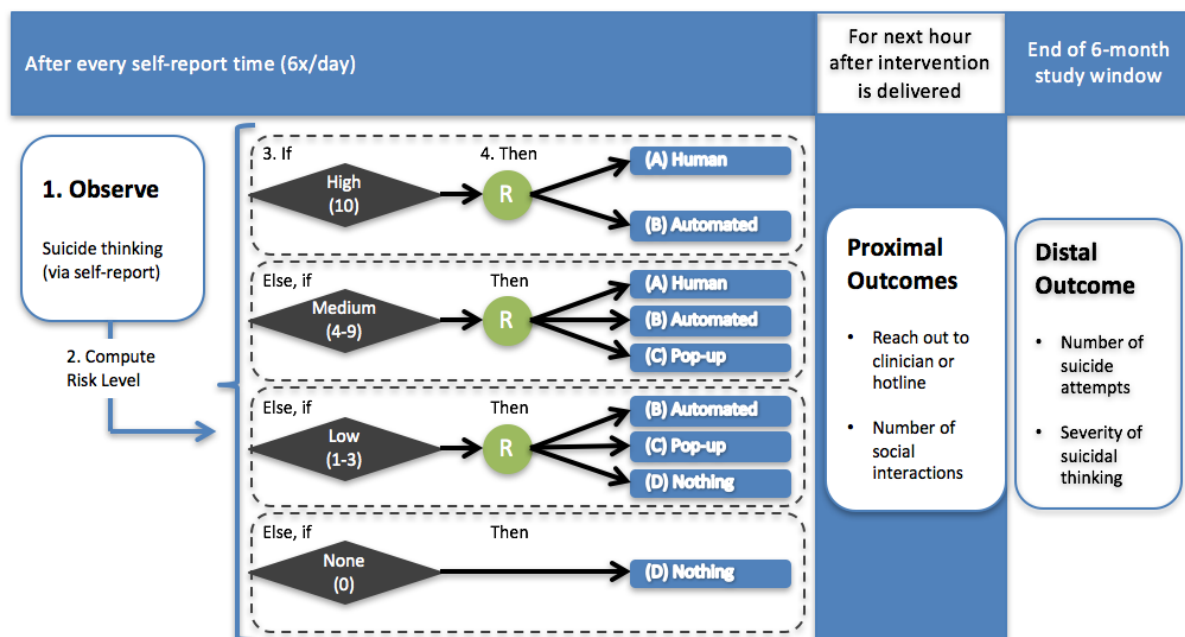 After every self-report time (6x/day)
For next hour
after intervention
is delivered
End of 6-month
study window
1. Observe
Suicide thinking
(via self-report)
2. Compute
Risk Level
3. If
4. Then
High
(10)
R
(A) Human
(B) Automated
Else, if
Then
Medium
(4-9)
R
(A) Human
(B) Automated
(C) Pop-up
Else, if
Then
Low
(1-3)
R
(B) Automated
(C) Pop-up
(D) Nothing
Else, if
Then
None
(0)
(D) Nothing
Proximal
Outcomes
• Reach out to
clinician or
hotline
• Number of
social
interactions
Distal
Outcome
• Number of
suicide
attempts
• Severity of
suicidal
thinking